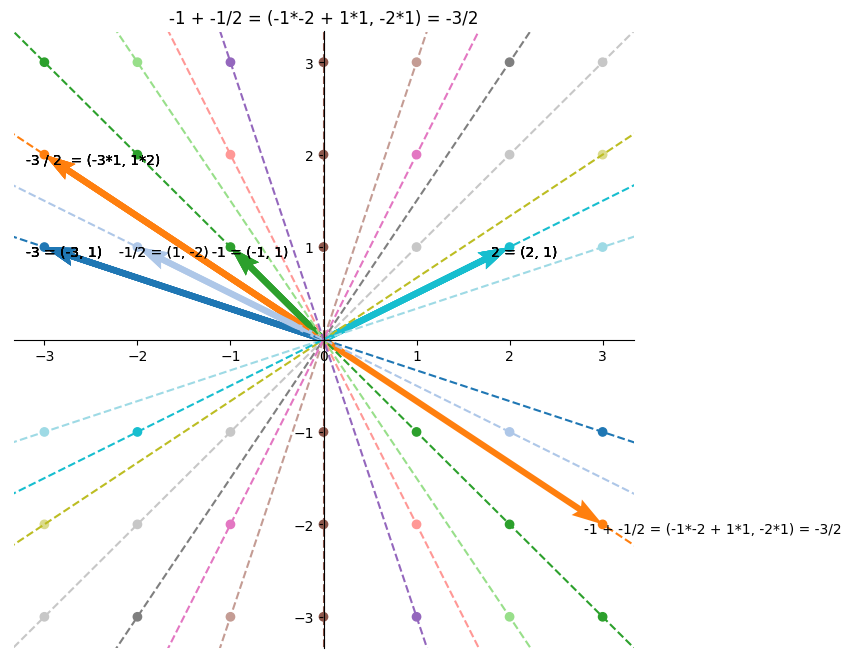 -1 + -1/2 = (-1*-2 + 1*1, -2*1) = -3/2
3
-3 / 2 = (-3*1, 1*2)
2
-3 = (-3, 1)
-1/2 = (1, -2)
-1 = (-1, 1)
1
2 = (2, 1)
−3
−2
−1
0
1
2
3
−1
-1 + -1/2 = (-1*-2 + 1*1, -2*1) = -3/2
−2
−3